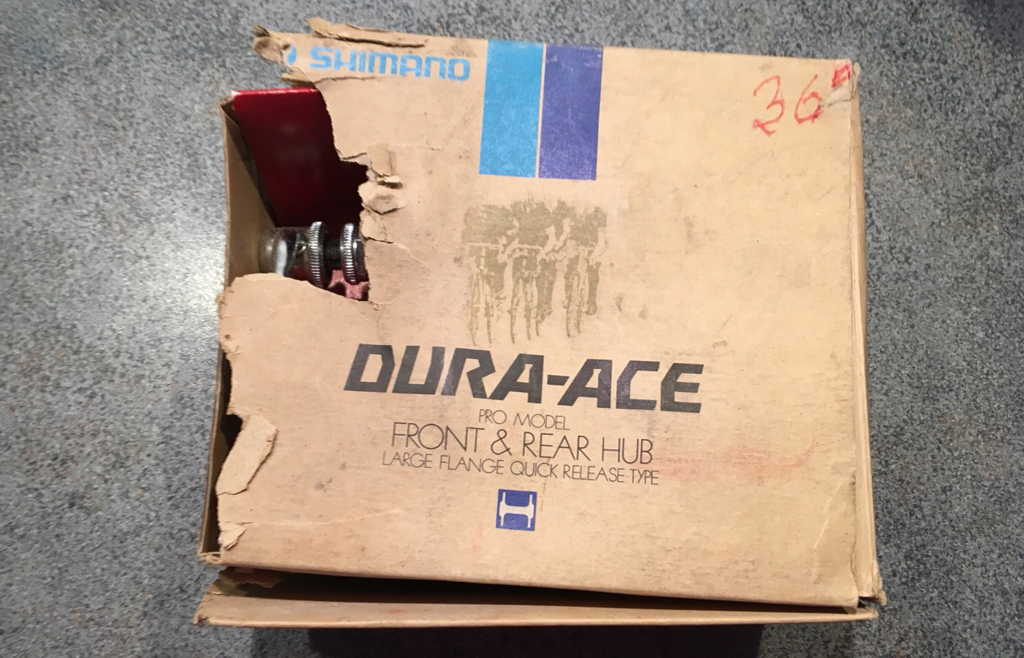 SHIMANO
36
DURA-ACE
PRO MODEL
FRONT & REAR HUB
LARGE FLANGE QUICK RELEASE TYPE